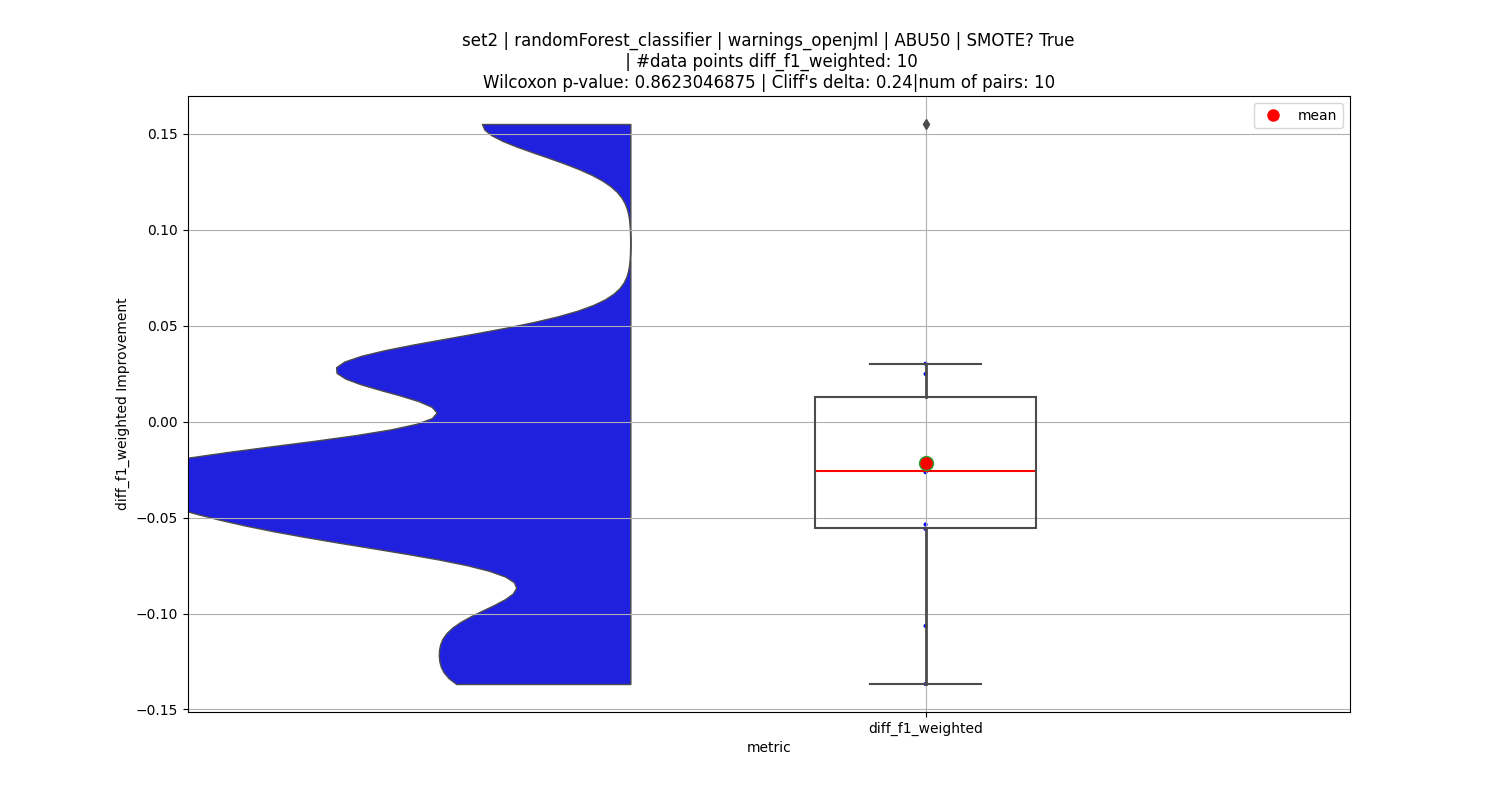 set2 | randomForest_classifier | warnings_openjml | ABU50 | SMOTE? True
| #data points diff_f1_weighted: 10
Wilcoxon p-value: 0.8623046875 | Cliff's delta: 0.24|num of pairs: 10
mean
0.15
0.10
0.05
0.00
−0.05
−0.10
−0.15
diff_f1_weighted Improvement
diff_f1_weighted
metric